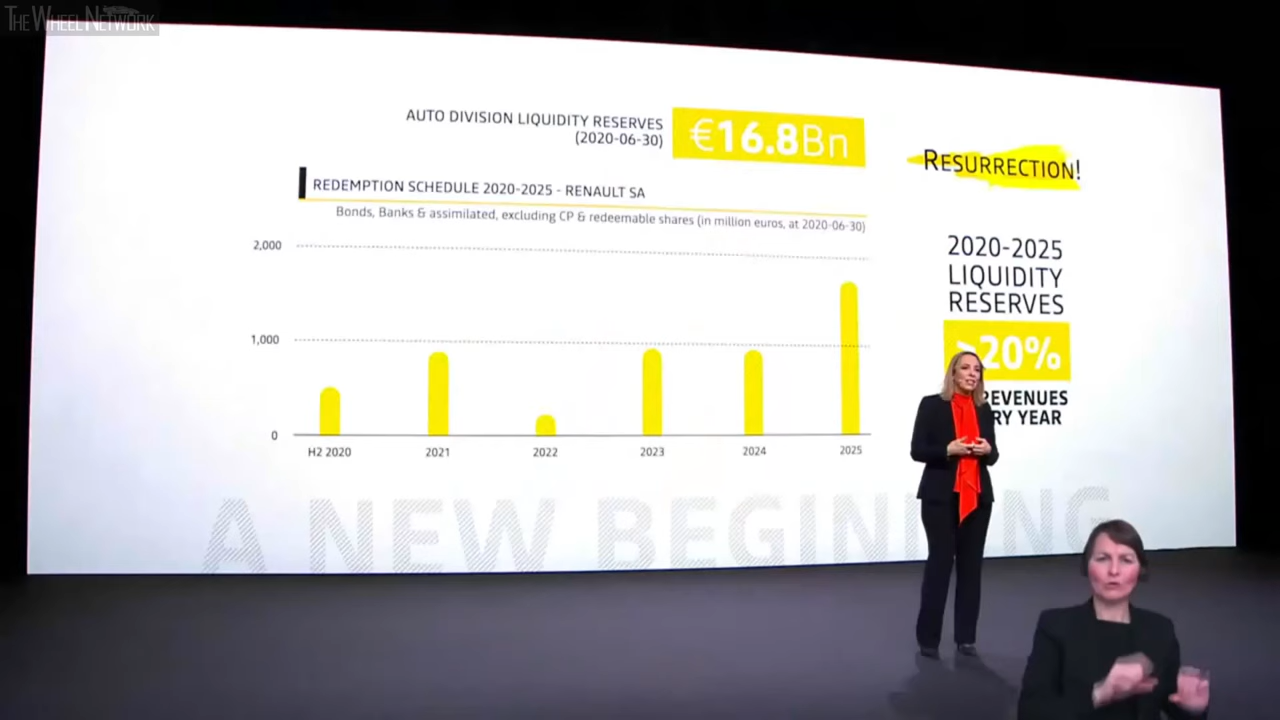 THE WHEEL NETWORK
AUTO DIVISION LIQUIDITY RESERVES
(2020-06-30)
€16.8Bn
RESURRECTION!
REDEMPTION SCHEDULE 2020-2025 - RENAULT SA
Bonds, Banks & assimilated, excluding CP & redeemable shares (in million euros, at 2020-06-30)
2,000
1,000
0
H2 2020
2021
2022
2023
2024
2025
2020-2025
LIQUIDITY
RESERVES
>20%
REVENUES
RY YEAR
A NEW BEGINNING